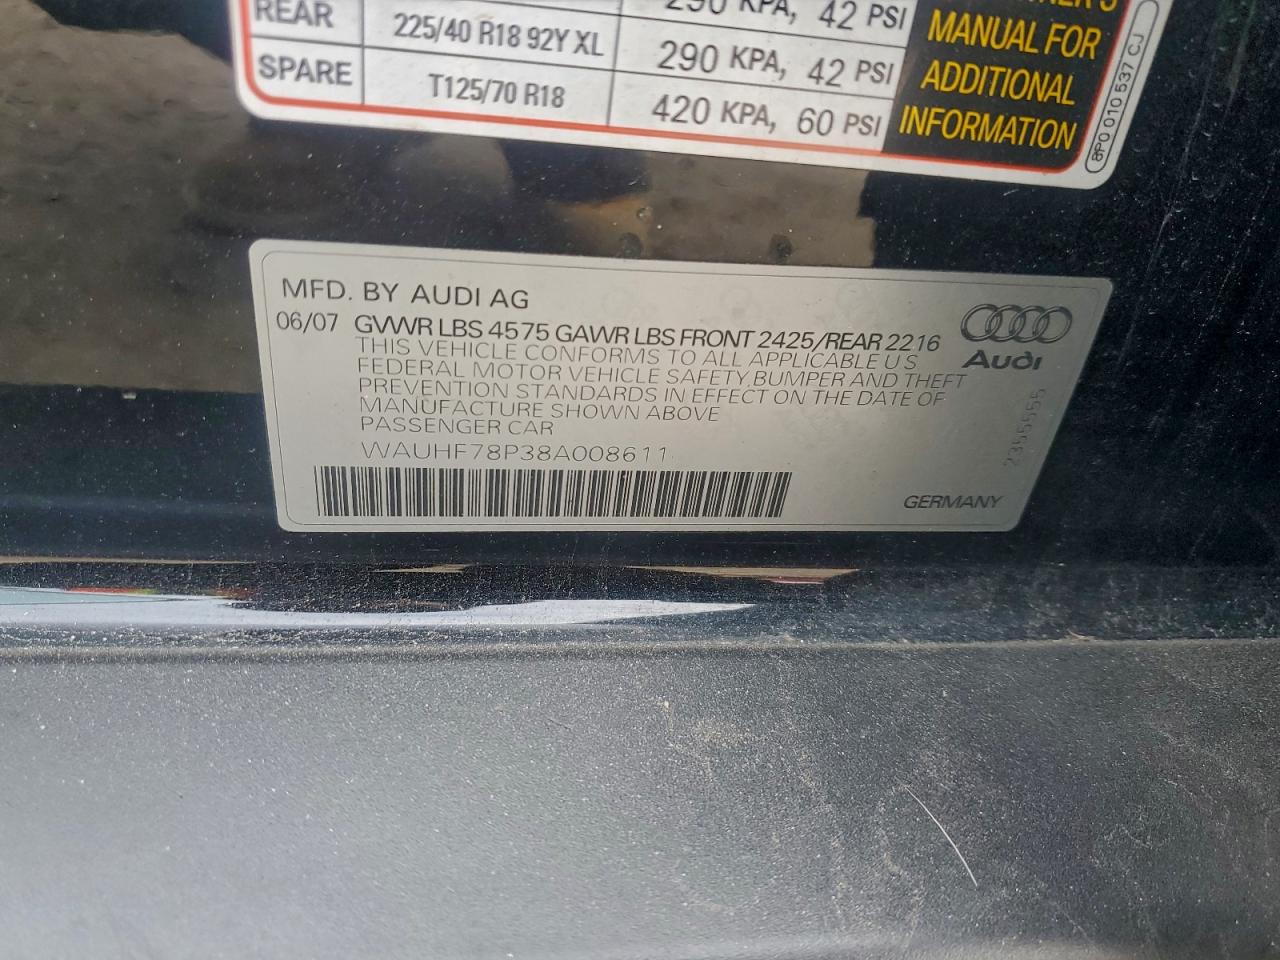 290 KPA, 42 PSI
REAR 225/40 R18 92Y XL 290 KPA, 42 PSI
SPARE T125/70 R18 420 KPA, 60 PSI
MANUAL FOR
ADDITIONAL
INFORMATION
8P0 010 537 CJ
MFD. BY AUDI AG
06/07 GVWR LBS 4575 GAWR LBS FRONT 2425/REAR 2216
THIS VEHICLE CONFORMS TO ALL APPLICABLE U S
FEDERAL MOTOR VEHICLE SAFETY, BUMPER AND THEFT
PREVENTION STANDARDS IN EFFECT ON THE DATE OF
MANUFACTURE SHOWN ABOVE
PASSENGER CAR
WAUHF78P38A008611
Audi
2355555
GERMANY